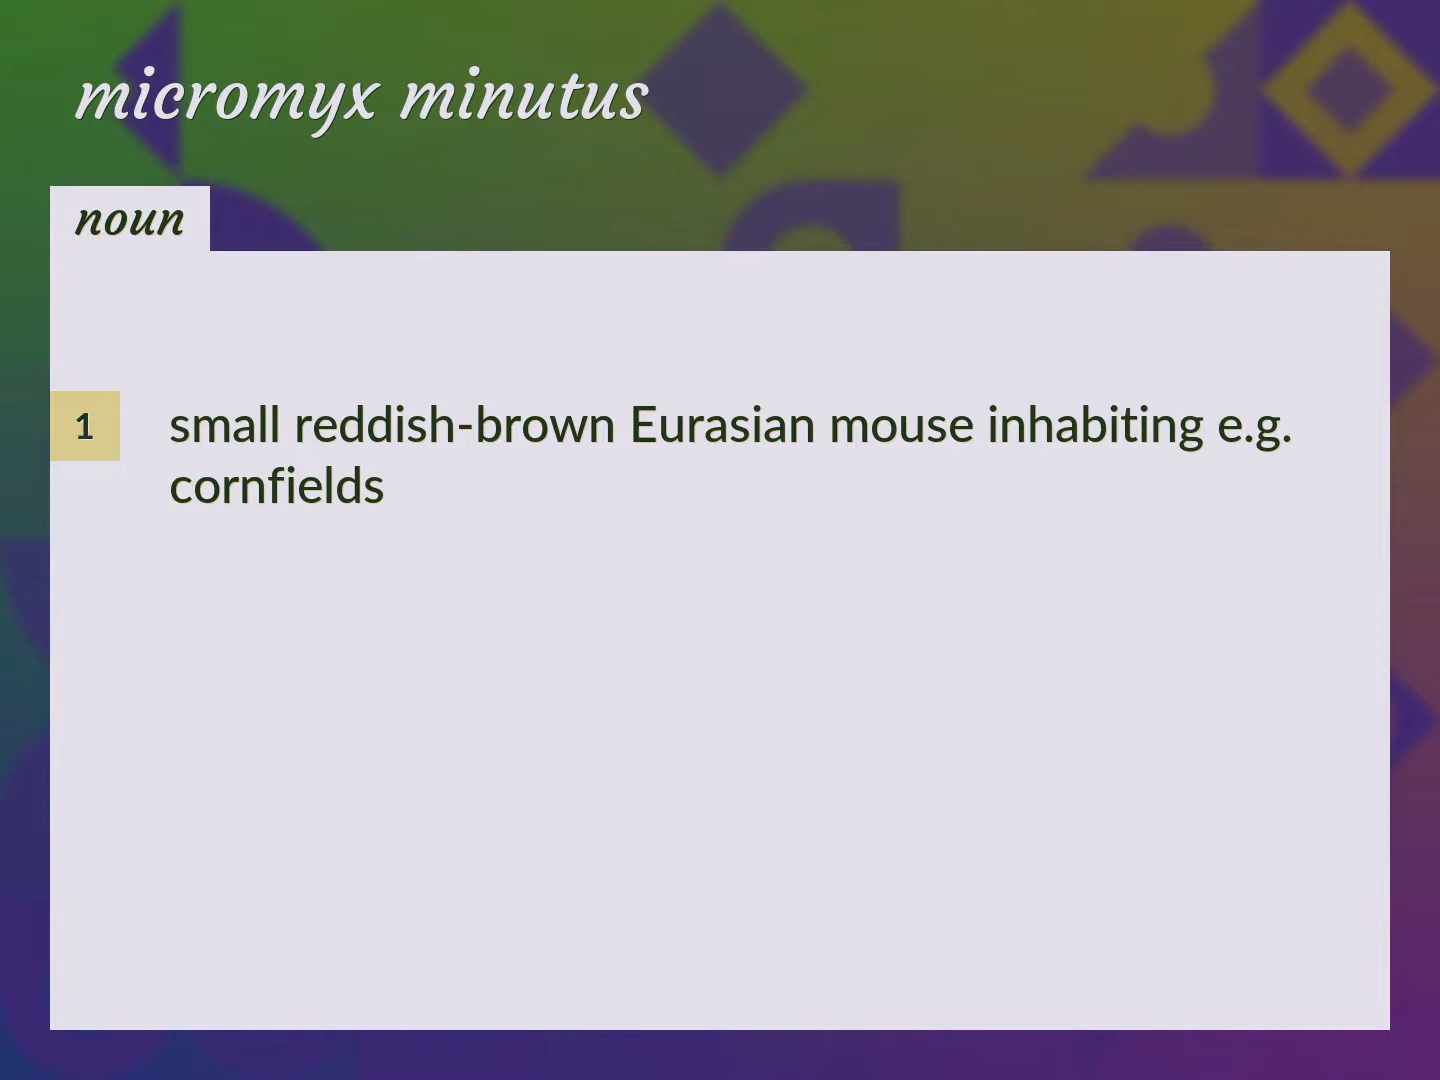 micromyx minutus
noun
1 small reddish-brown Eurasian mouse inhabiting e.g.
cornfields